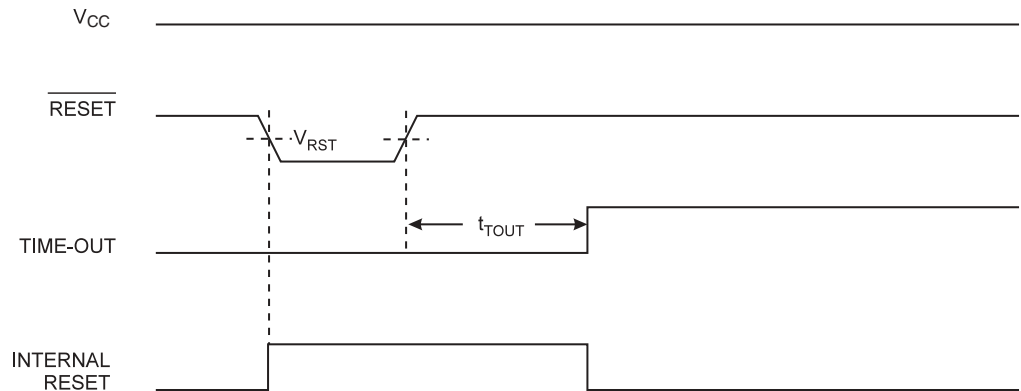 VCC
RESET
VRST
tTOUT
TIME-OUT
INTERNAL
RESET